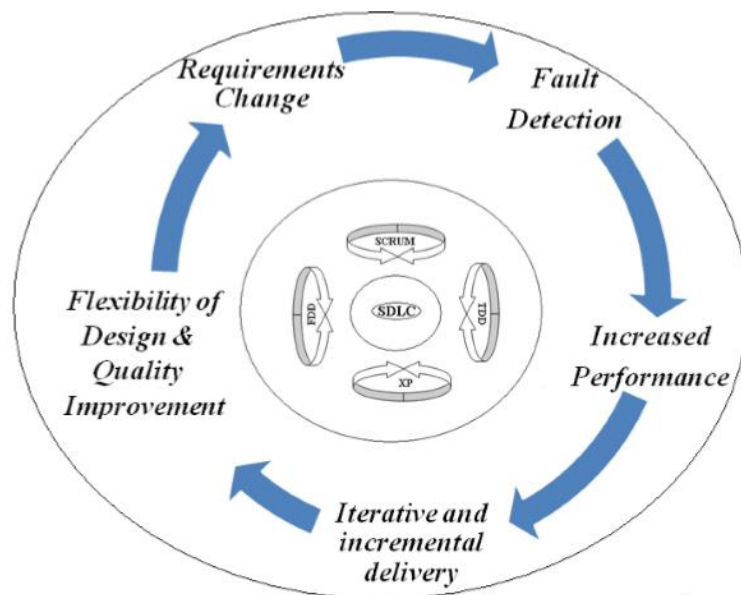 Requirements
Change
Fault
Detection
Increased
Performance
Iterative and
incremental
delivery
Flexibility of
Design &
Quality
Improvement
SCRUM
TDD
XP
FDD
SDLC